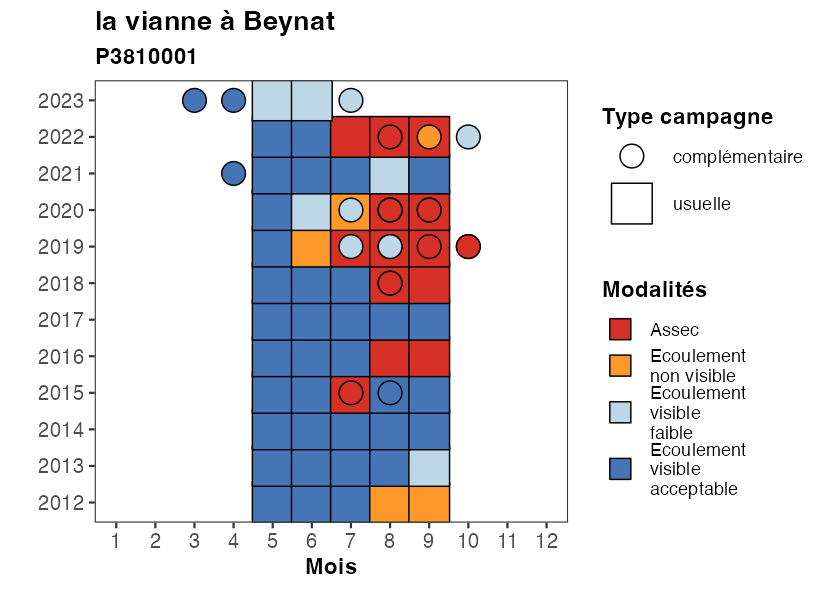 la vianne à Beynat
P3810001
2023
2022
2021
2020
2019
2018
2017
2016
2015
2014
2013
2012
1 2 3 4 5 6 7 8 9 10 11 12
Mois
Type campagne
complémentaire
usuelle
Modalités
Assec
Ecoulement
non visible
Ecoulement
visible
faible
Ecoulement
visible
acceptable